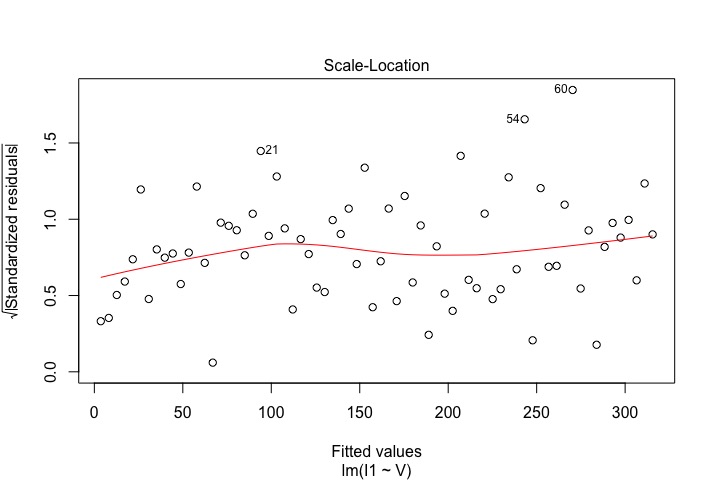 Scale-Location
√|Standardized residuals|
0.0 0.5 1.0 1.5
60
54
21
0 50 100 150 200 250 300
Fitted values
lm(I1 ~ V)